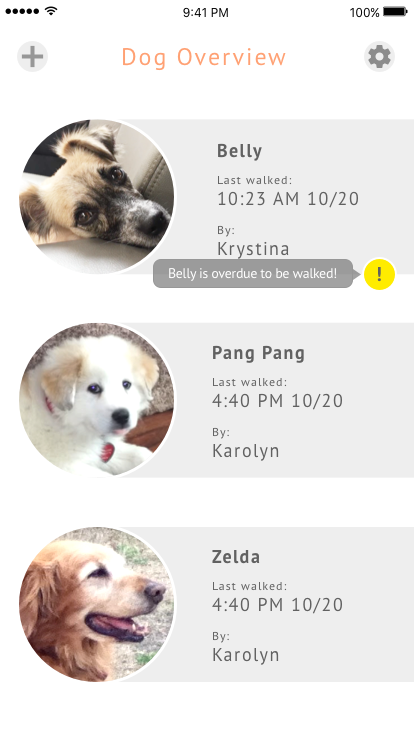 9:41 PM 100%
Dog Overview
Belly
Last walked:
10:23 AM 10/20
By:
Krystina
Belly is overdue to be walked! !
Pang Pang
Last walked:
4:40 PM 10/20
By:
Karolyn
Zelda
Last walked:
4:40 PM 10/20
By:
Karolyn